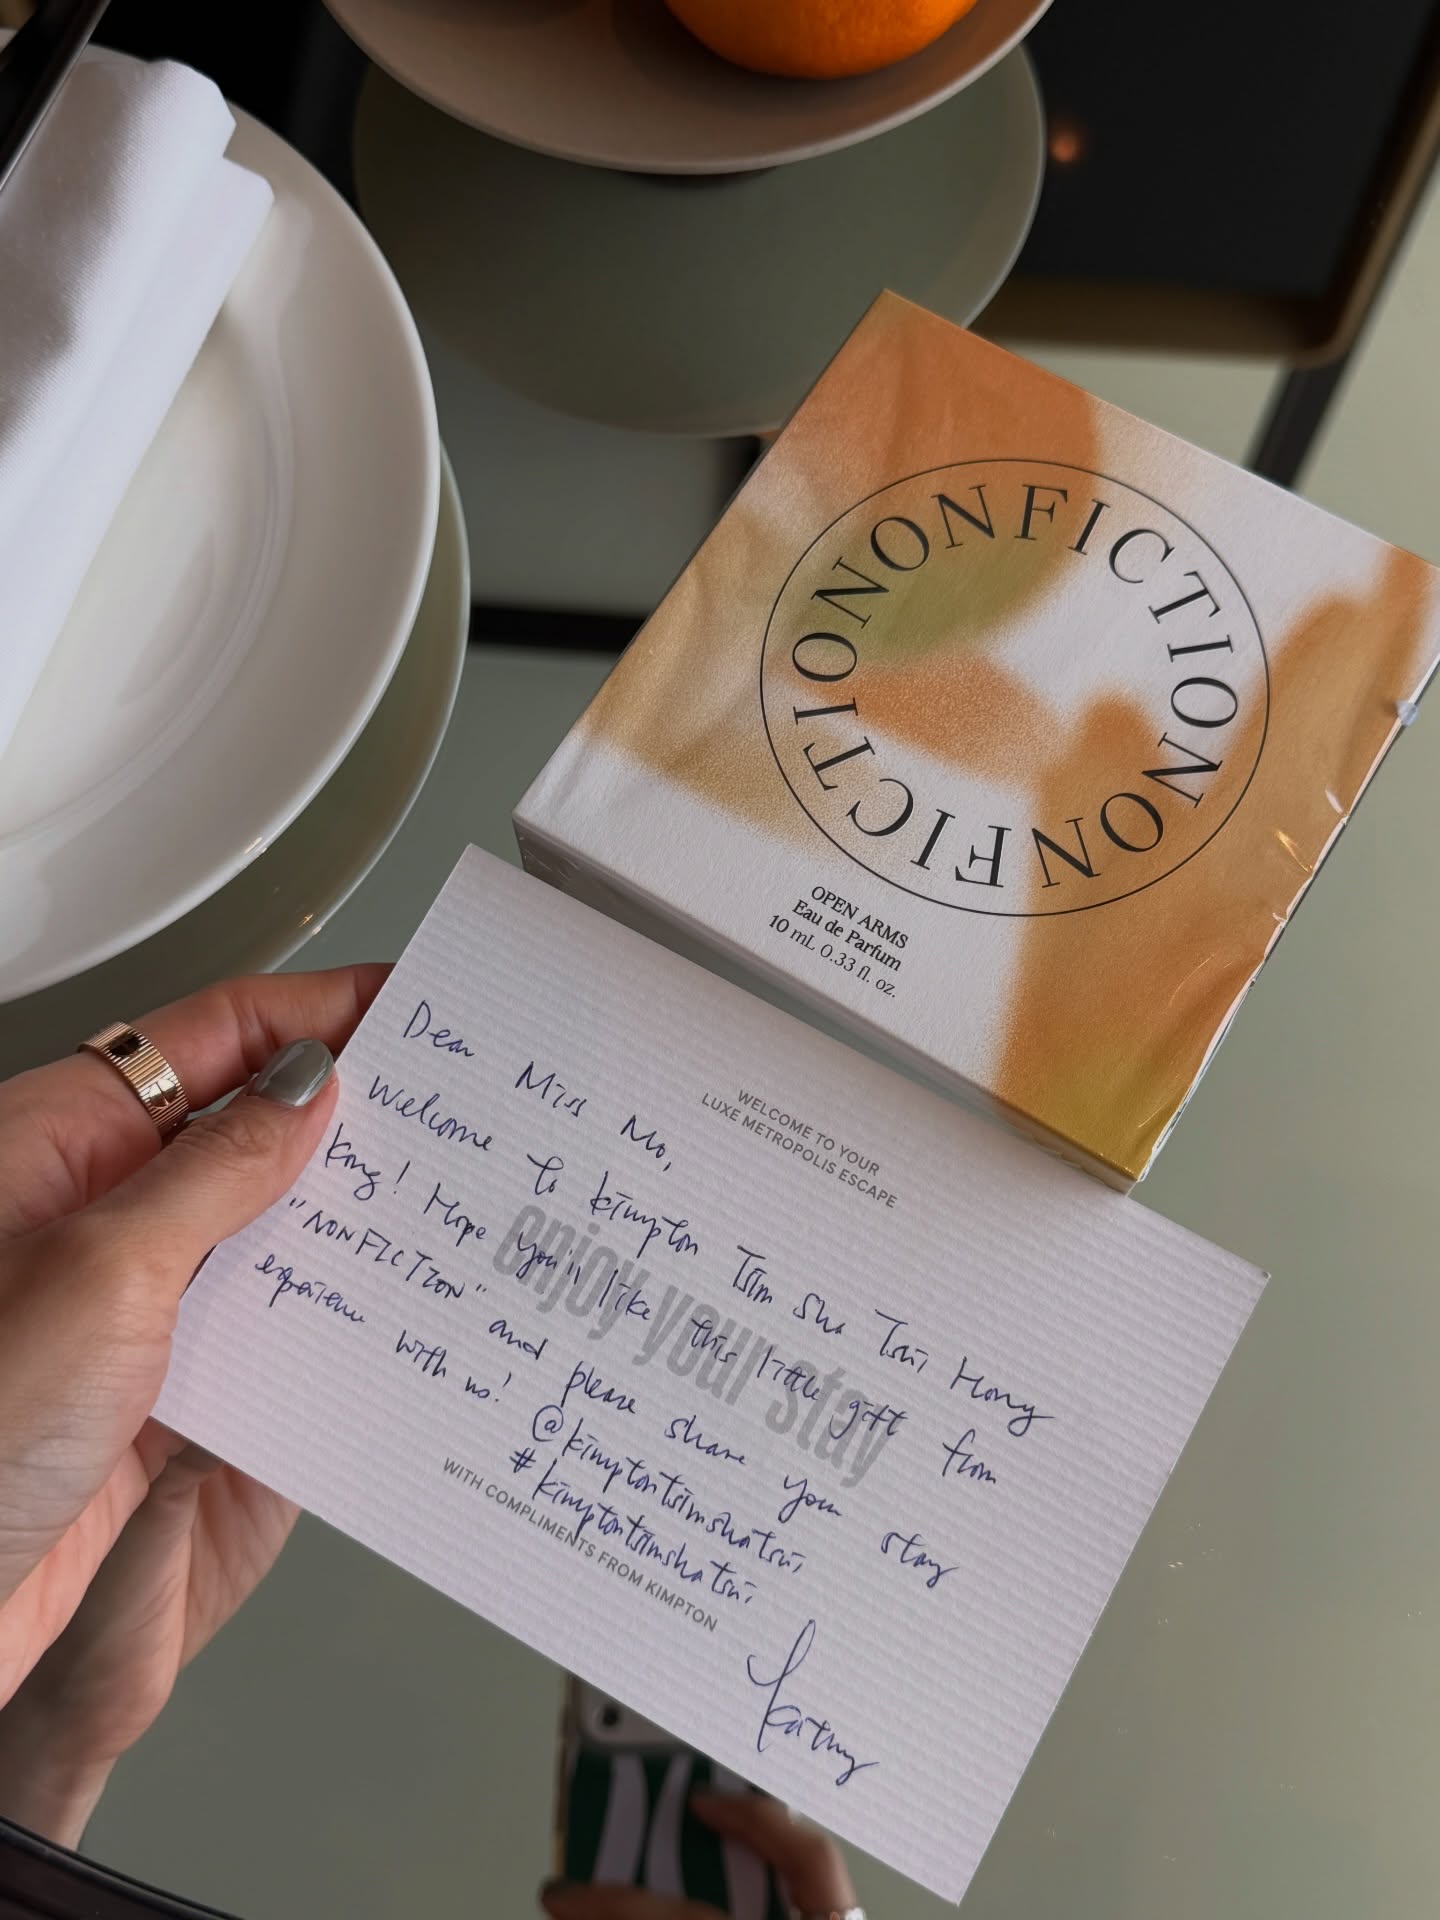 NONFICTIONONFICTIONONFICTION
OPEN ARMS
Eau de Parfum
10 mL 0.33 fl. oz.
WELCOME TO YOUR
LUXE METROPOLIS ESCAPE
Dear Miss Mo,
Welcome to Kimpton Tsim Sha Tsui Hong
Kong! Hope you'll like this little gift from
"NONFICTION" and please share your stay
experience with us!
@kimptontsimshatsui
#kimptontsimshatsui
Kathy
enjoy your stay
WITH COMPLIMENTS FROM KIMPTON